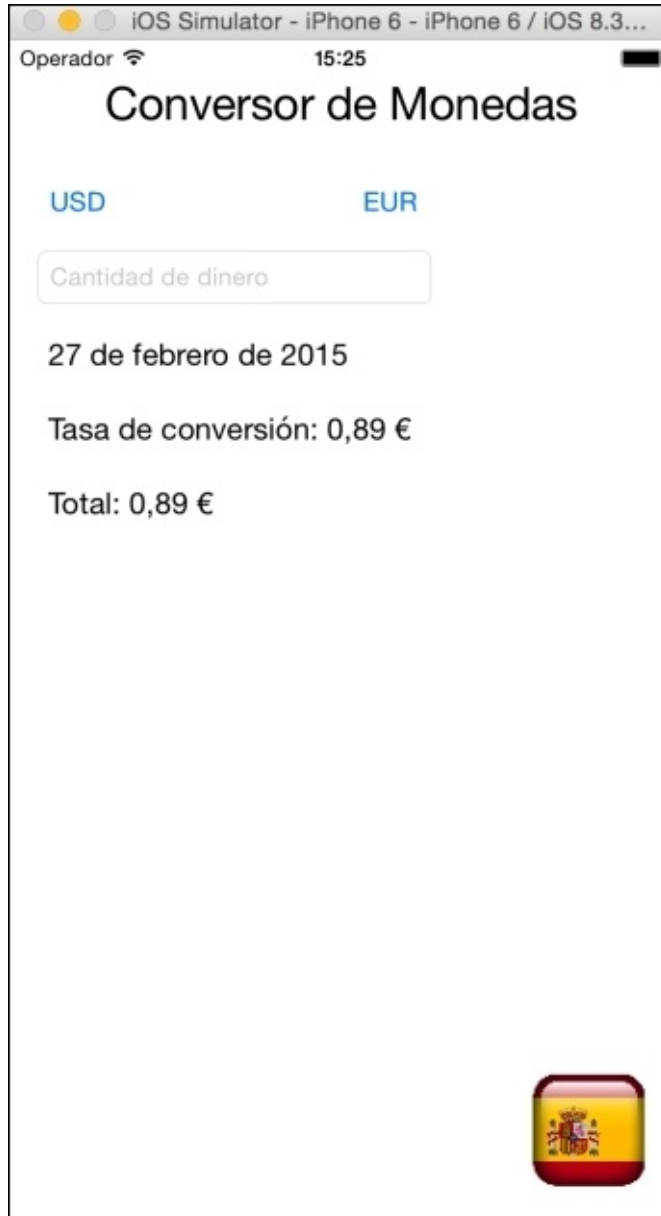 iOS Simulator - iPhone 6 - iPhone 6 / iOS 8.3...
Operador 15:25
Conversor de Monedas
USD EUR
Cantidad de dinero
27 de febrero de 2015
Tasa de conversión: 0,89 €
Total: 0,89 €